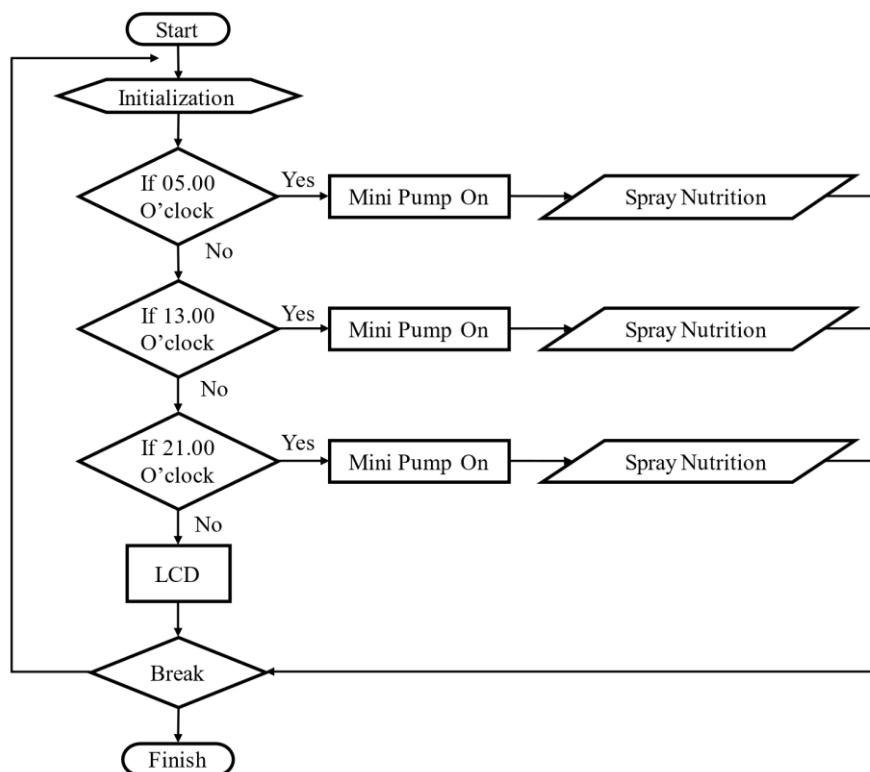 Start
Initialization
If 05.00
O’clock
Yes
Mini Pump On
Spray Nutrition
No
If 13.00
O’clock
Yes
Mini Pump On
Spray Nutrition
No
If 21.00
O’clock
Yes
Mini Pump On
Spray Nutrition
No
LCD
Break
Finish